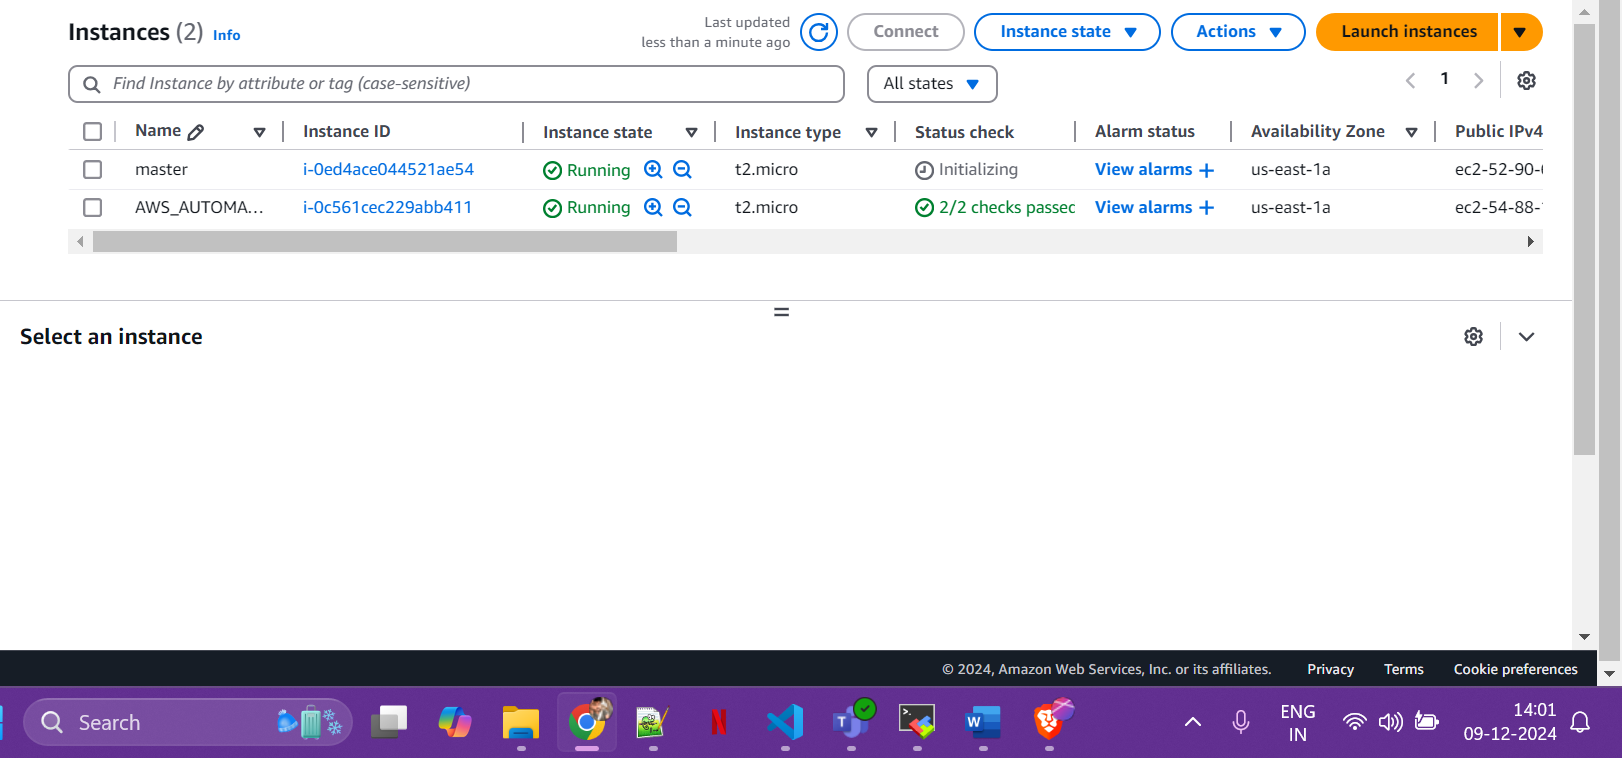 Instances (2) Info
Last updated
less than a minute ago
Connect
Instance state
Actions
Launch instances
Find Instance by attribute or tag (case-sensitive)
All states
1
Name Instance ID Instance state Instance type Status check Alarm status Availability Zone Public IPv4
master i-0ed4ace044521ae54 Running t2.micro Initializing View alarms + us-east-1a ec2-52-90-
AWS_AUTOMA... i-0c561cec229abb411 Running t2.micro 2/2 checks passed View alarms + us-east-1a ec2-54-88-
Select an instance
© 2024, Amazon Web Services, Inc. or its affiliates. Privacy Terms Cookie preferences
Search
ENG
IN
14:01
09-12-2024